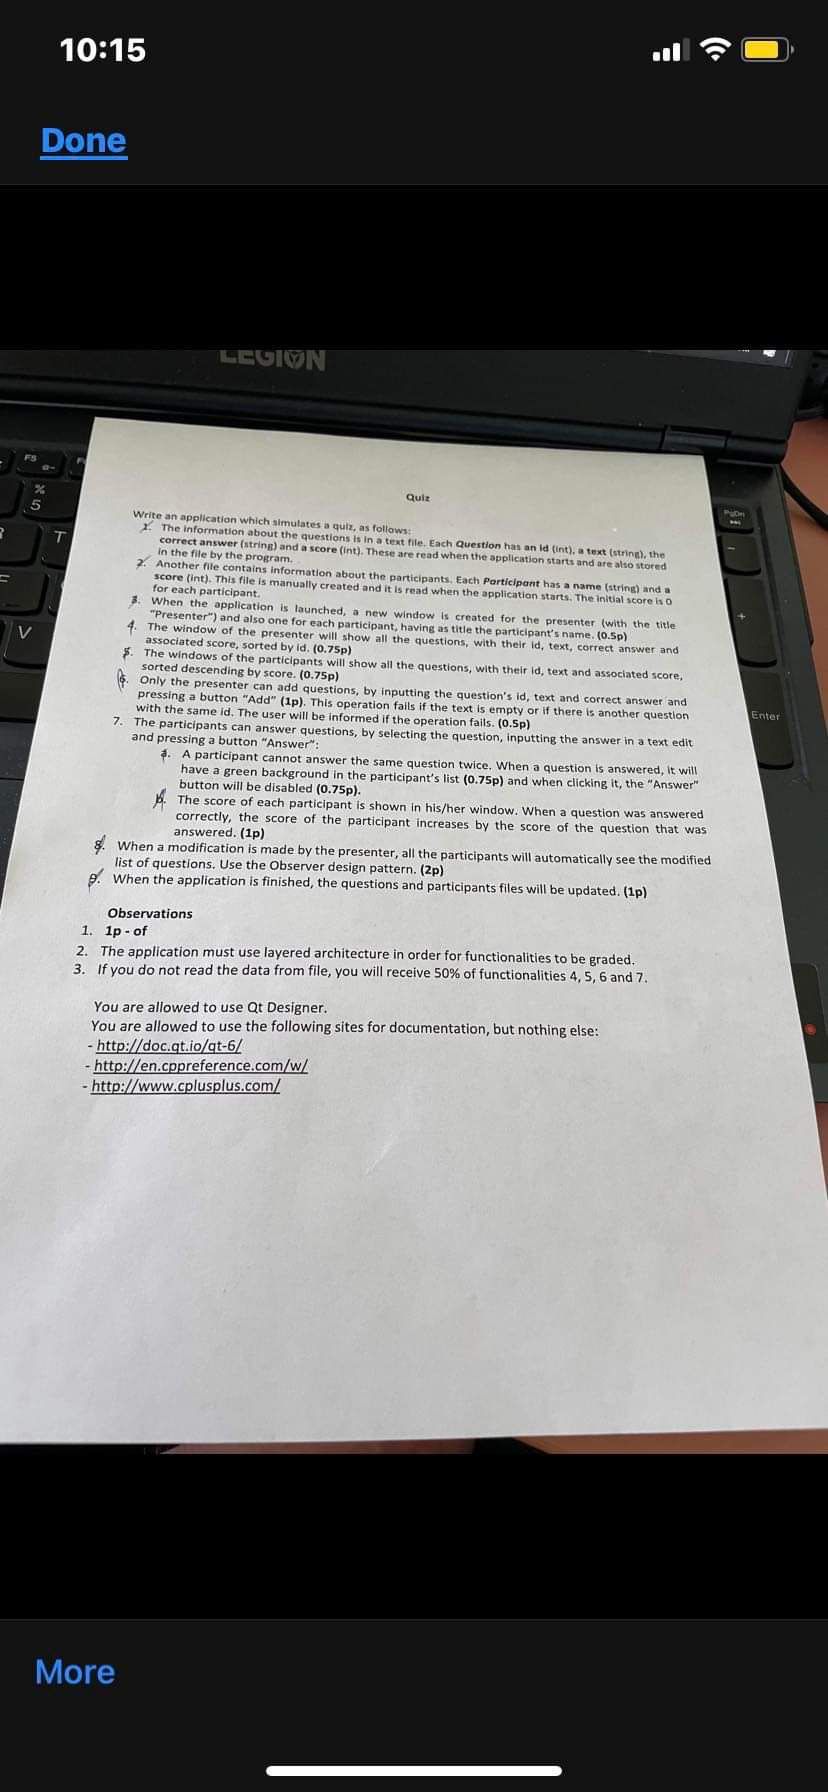 10:15
Done
LEGION
F5
%
5
T
V
PgDn
+
Enter
Quiz
Write an application which simulates a quiz, as follows:
1. The information about the questions is in a text file. Each Question has an id (int), a text (string), the
correct answer (string) and a score (int). These are read when the application starts and are also stored
in the file by the program.
2. Another file contains information about the participants. Each Participant has a name (string) and a
score (int). This file is manually created and it is read when the application starts. The initial score is 0
for each participant.
3. When the application is launched, a new window is created for the presenter (with the title
"Presenter") and also one for each participant, having as title the participant's name. (0.5p)
4. The window of the presenter will show all the questions, with their id, text, correct answer and
associated score, sorted by id. (0.75p)
5. The windows of the participants will show all the questions, with their id, text and associated score,
sorted descending by score. (0.75p)
6. Only the presenter can add questions, by inputting the question's id, text and correct answer and
pressing a button "Add" (1p). This operation fails if the text is empty or if there is another question
with the same id. The user will be informed if the operation fails. (0.5p)
7. The participants can answer questions, by selecting the question, inputting the answer in a text edit
and pressing a button "Answer":
a. A participant cannot answer the same question twice. When a question is answered, it will
have a green background in the participant's list (0.75p) and when clicking it, the "Answer"
button will be disabled (0.75p).
b. The score of each participant is shown in his/her window. When a question was answered
correctly, the score of the participant increases by the score of the question that was
answered. (1p)
8. When a modification is made by the presenter, all the participants will automatically see the modified
list of questions. Use the Observer design pattern. (2p)
9. When the application is finished, the questions and participants files will be updated. (1p)
Observations
1. 1p - of
2. The application must use layered architecture in order for functionalities to be graded.
3. If you do not read the data from file, you will receive 50% of functionalities 4, 5, 6 and 7.
You are allowed to use Qt Designer.
You are allowed to use the following sites for documentation, but nothing else:
- http://doc.qt.io/qt-6/
- http://en.cppreference.com/w/
- http://www.cplusplus.com/
More